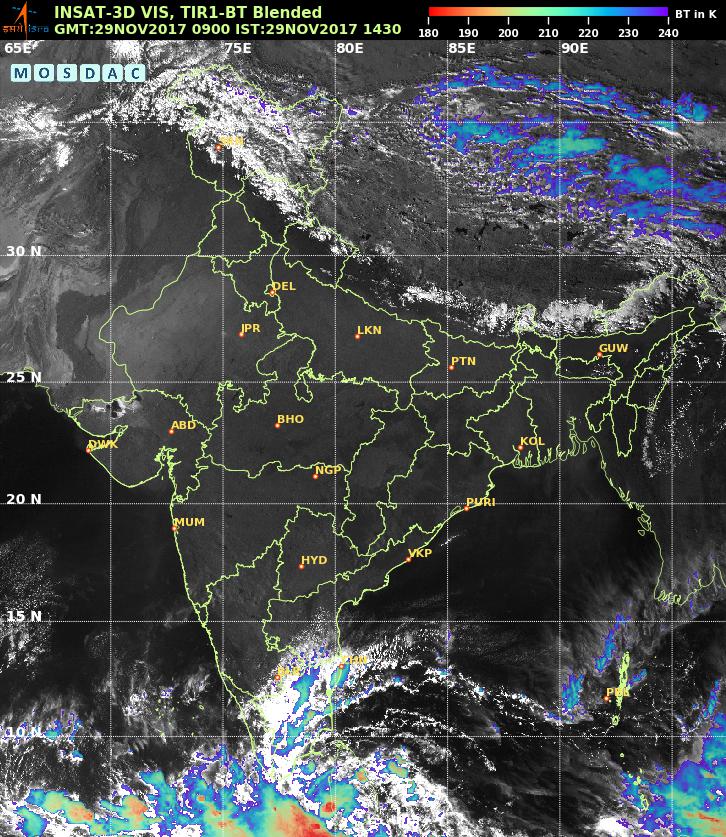 INSAT-3D VIS, TIR1-BT Blended
GMT:29NOV2017 0900 IST:29NOV2017 1430
BT in K
180 190 200 210 220 230 240
65E 75E 80E 85E 90E
MOSDAC
30 N
DEL
JPR LKN
GUW
PTN
25 N
BHO
ABD
KOL
DWK
NGP
20 N
PURI
MUM
VKP
HYD
15 N
10 N